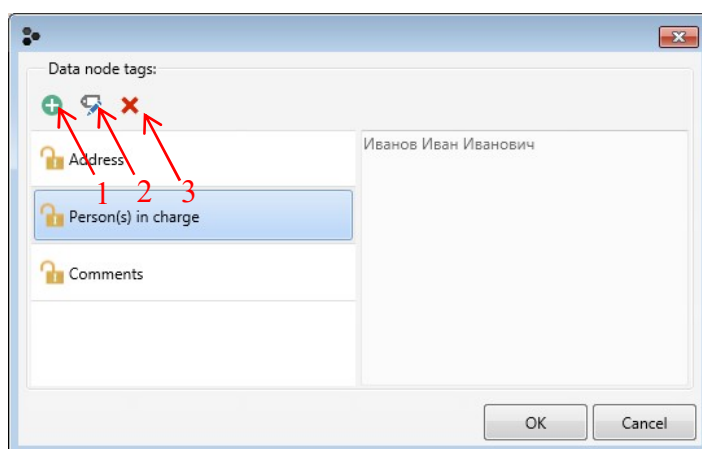 Data node tags:
Address
Иванов Иван Иванович
1 2 3
Person(s) in charge
Comments
OK Cancel